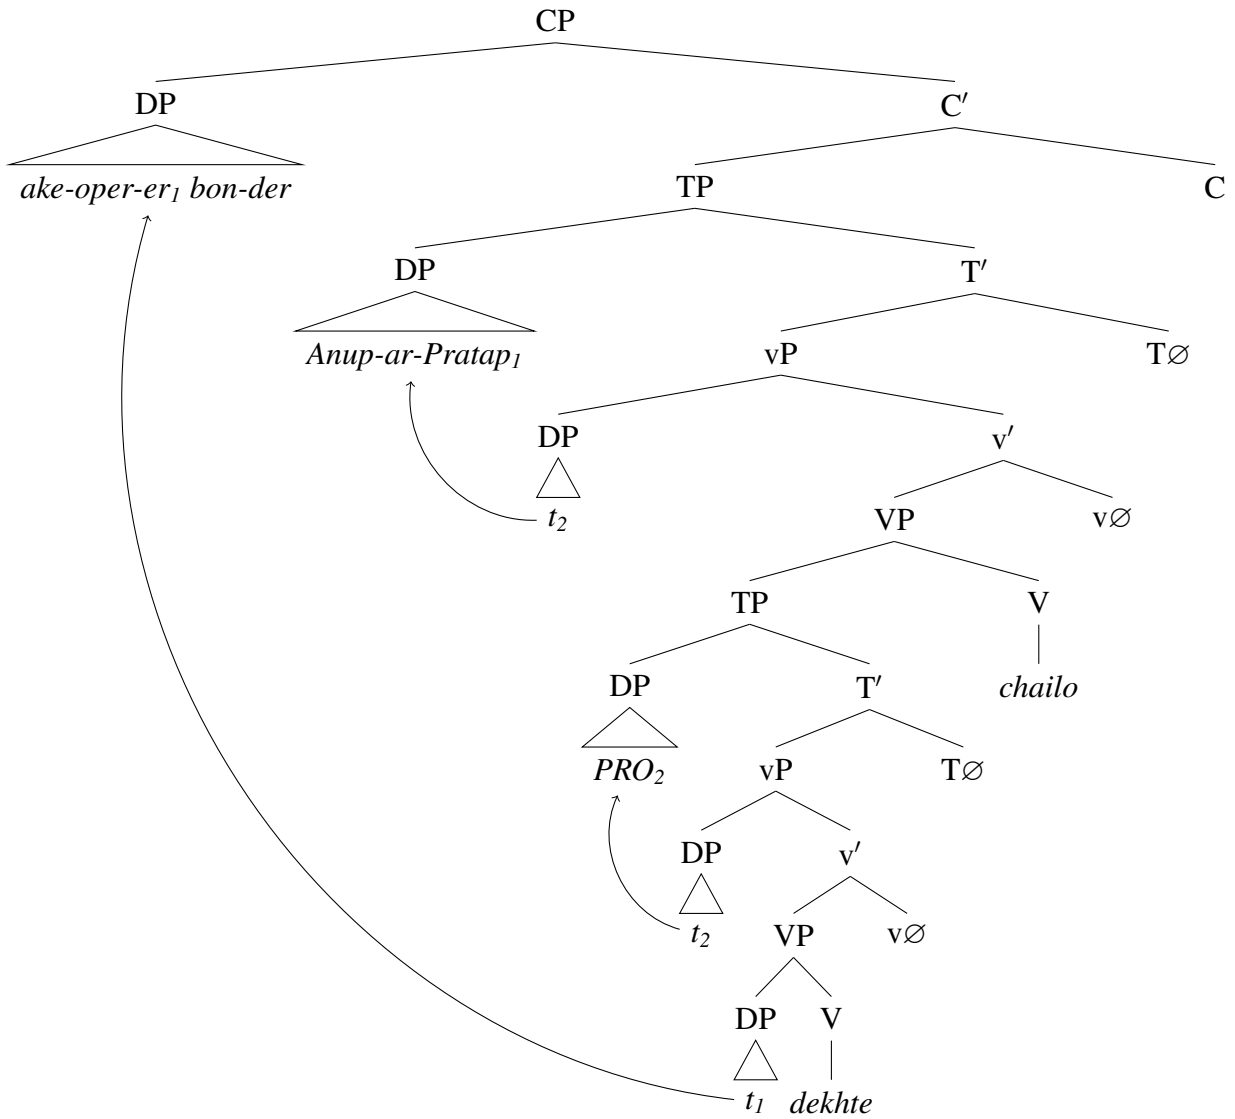 CP
DP C′
ake-oper-er₁ bon-der TP C
DP T′
Anup-ar-Pratap₁ vP T∅
DP v′
t₂ VP v∅
TP V
DP T′ chailo
PRO₂ vP T∅
DP v′
t₂ VP v∅
DP V
t₁ dekhte